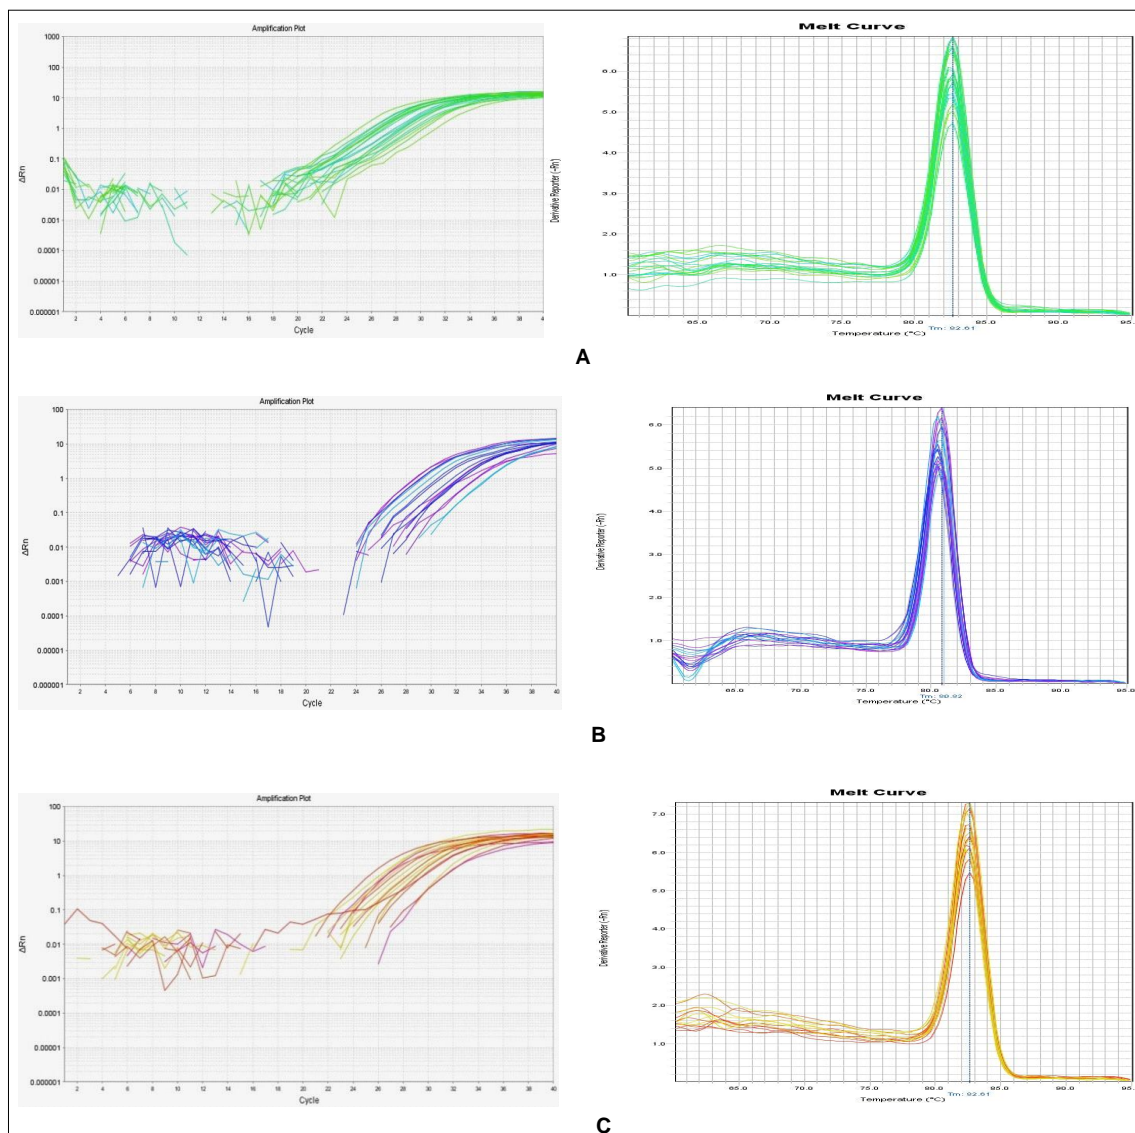 Amplification Plot
1000
100
10
1
0.1
0.01
0.001
0.0001
0.00001
0.000001
ΔRn
2 4 6 8 10 12 14 16 18 20 22 24 26 28 30 32 34 36 38 40
Cycle
Melt Curve
6.0
5.0
4.0
3.0
2.0
1.0
Derivative Reporter (-Rn)
65.0 70.0 75.0 80.0 85.0 90.0 95.0
Tm: 82.61
Temperature (°C)
A
Amplification Plot
100
10
1
0.1
0.01
0.001
0.0001
0.00001
0.000001
ΔRn
2 4 6 8 10 12 14 16 18 20 22 24 26 28 30 32 34 36 38 40
Cycle
Melt Curve
6.0
5.0
4.0
3.0
2.0
1.0
Derivative Reporter (-Rn)
65.0 70.0 75.0 80.0 85.0 90.0 95.0
Tm: 80.82
Temperature (°C)
B
Amplification Plot
100
10
1
0.1
0.01
0.001
0.0001
0.00001
0.000001
ΔRn
2 4 6 8 10 12 14 16 18 20 22 24 26 28 30 32 34 36 38 40
Cycle
Melt Curve
7.0
6.0
5.0
4.0
3.0
2.0
1.0
Derivative Reporter (-Rn)
65.0 70.0 75.0 80.0 85.0 90.0 95.0
Tm: 82.61
Temperature (°C)
C